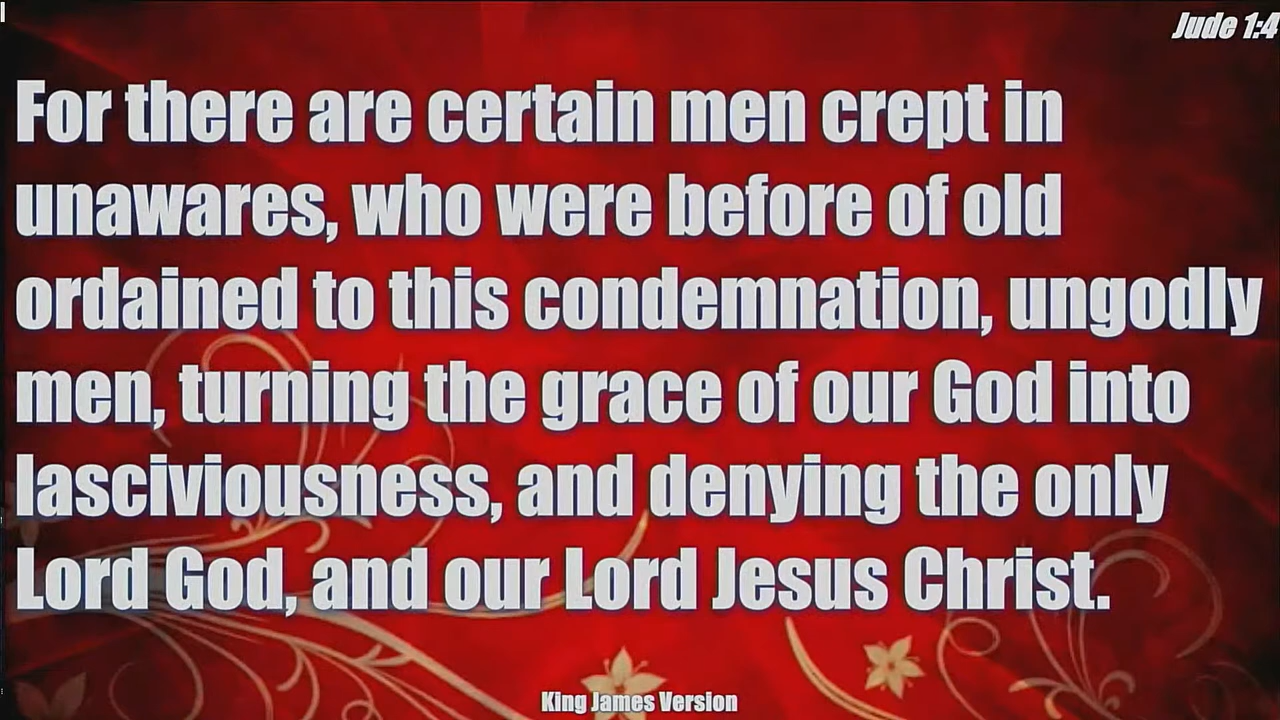 Jude 1:4
For there are certain men crept in
unawares, who were before of old
ordained to this condemnation, ungodly
men, turning the grace of our God into
lasciviousness, and denying the only
Lord God, and our Lord Jesus Christ.
King James Version